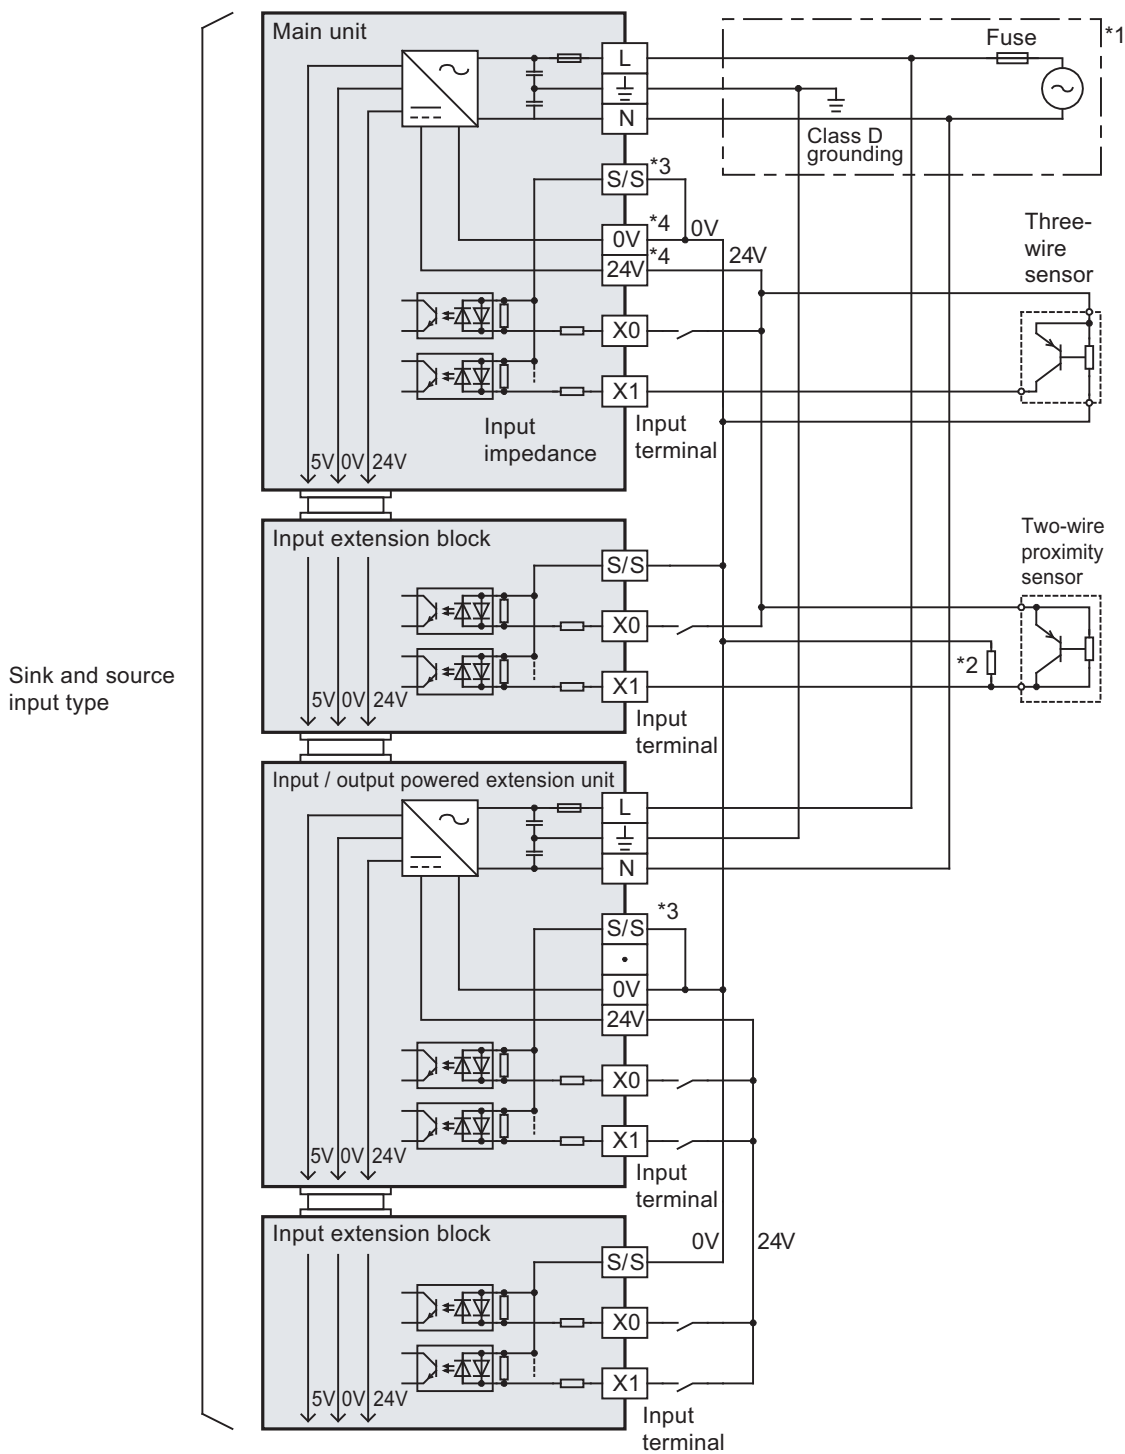 Main unit
L
N
Fuse
*1
Class D
grounding
S/S
*3
0V
*4
0V
24V
*4
24V
Three-
wire
sensor
X0
X1
Input
impedance
Input
terminal
5V
0V
24V
Input extension block
S/S
X0
X1
Two-wire
proximity
sensor
*2
5V
0V
24V
Input
terminal
Sink and source
input type
Input / output powered extension unit
L
N
S/S
*3
•
0V
24V
X0
X1
5V
0V
24V
Input
terminal
Input extension block
0V
24V
S/S
X0
X1
5V
0V
24V
Input
terminal